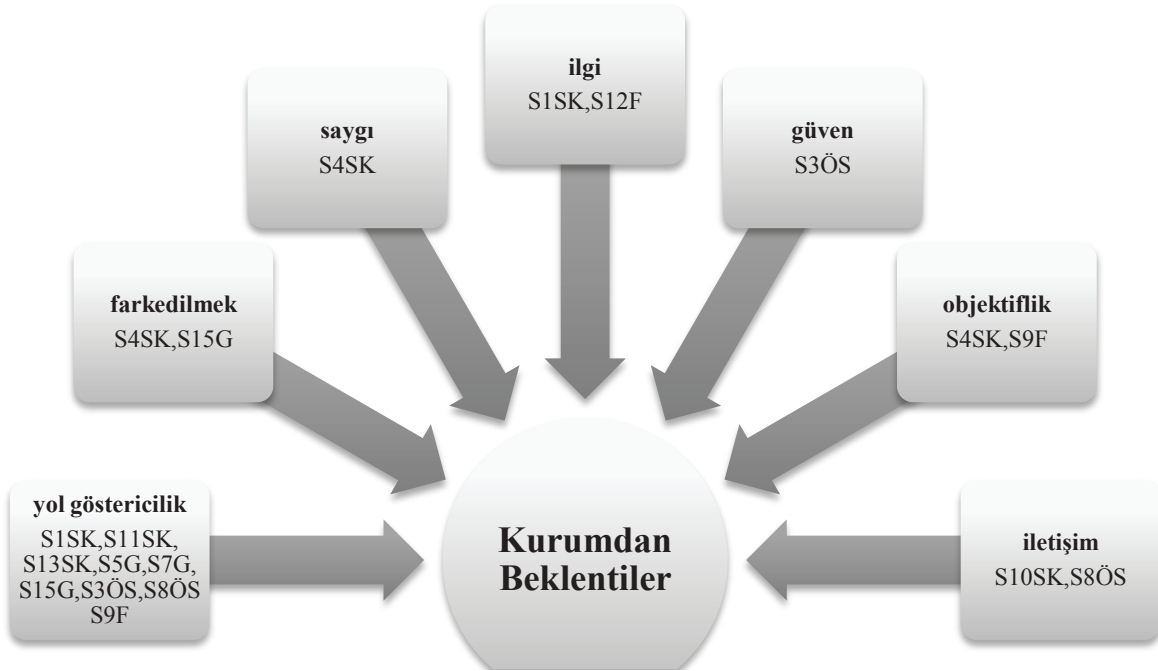 ilgi
S1SK,S12F
saygı
S4SK
güven
S3ÖS
farkedilmek
S4SK,S15G
objektiflik
S4SK,S9F
yol göstericilik
S1SK,S11SK,
S13SK,S5G,S7G,
S15G,S3ÖS,S8ÖS
S9F
iletişim
S10SK,S8ÖS
Kurumdan
Beklentiler